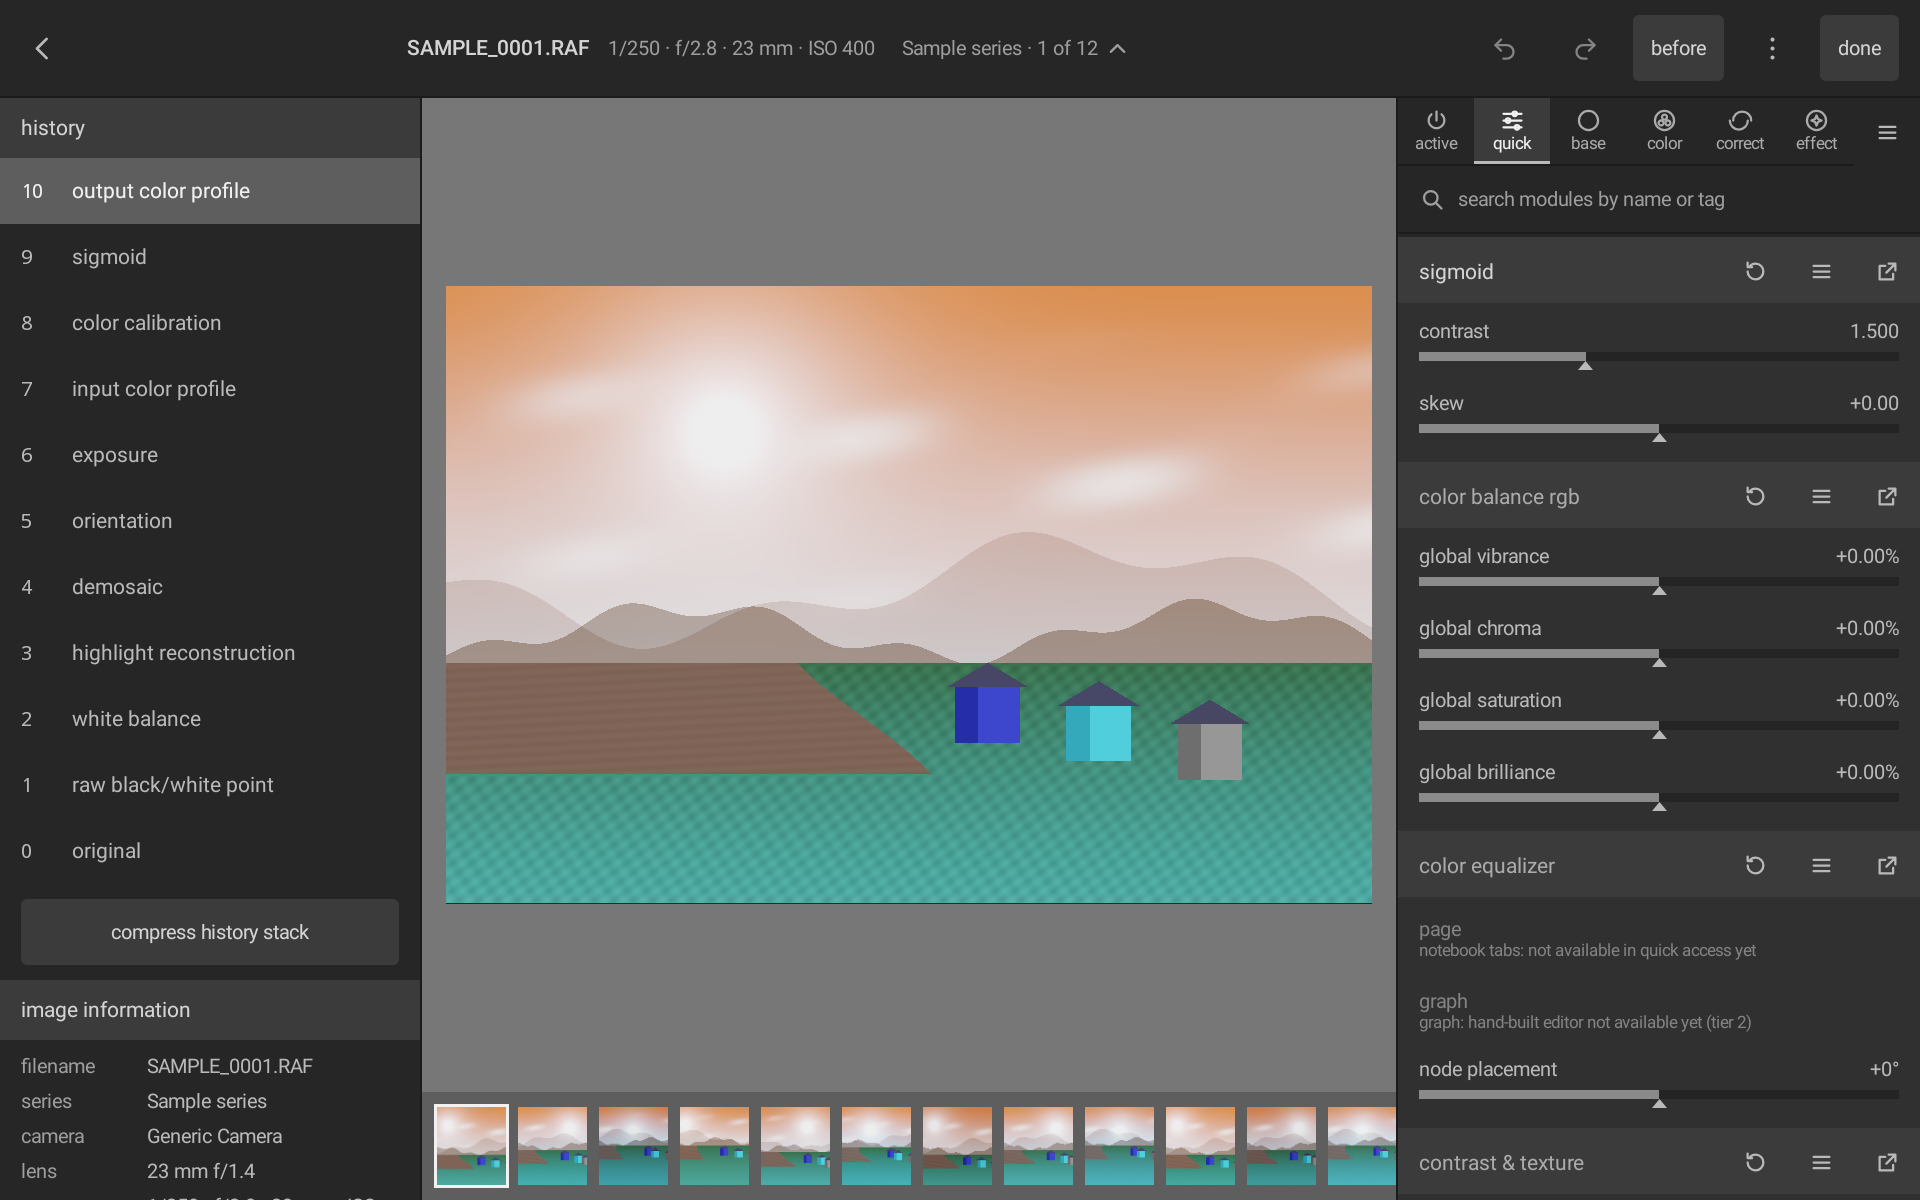 SAMPLE_0001.RAF 1/250 · f/2.8 · 23 mm · ISO 400 Sample series · 1 of 12
before
done
history
10 output color profile
9 sigmoid
8 color calibration
7 input color profile
6 exposure
5 orientation
4 demosaic
3 highlight reconstruction
2 white balance
1 raw black/white point
0 original
compress history stack
image information
filename SAMPLE_0001.RAF
series Sample series
camera Generic Camera
lens 23 mm f/1.4
active quick base color correct effect
search modules by name or tag
sigmoid
contrast 1.500
skew +0.00
color balance rgb
global vibrance +0.00%
global chroma +0.00%
global saturation +0.00%
global brilliance +0.00%
color equalizer
page
notebook tabs: not available in quick access yet
graph
graph: hand-built editor not available yet (tier 2)
node placement +0°
contrast & texture